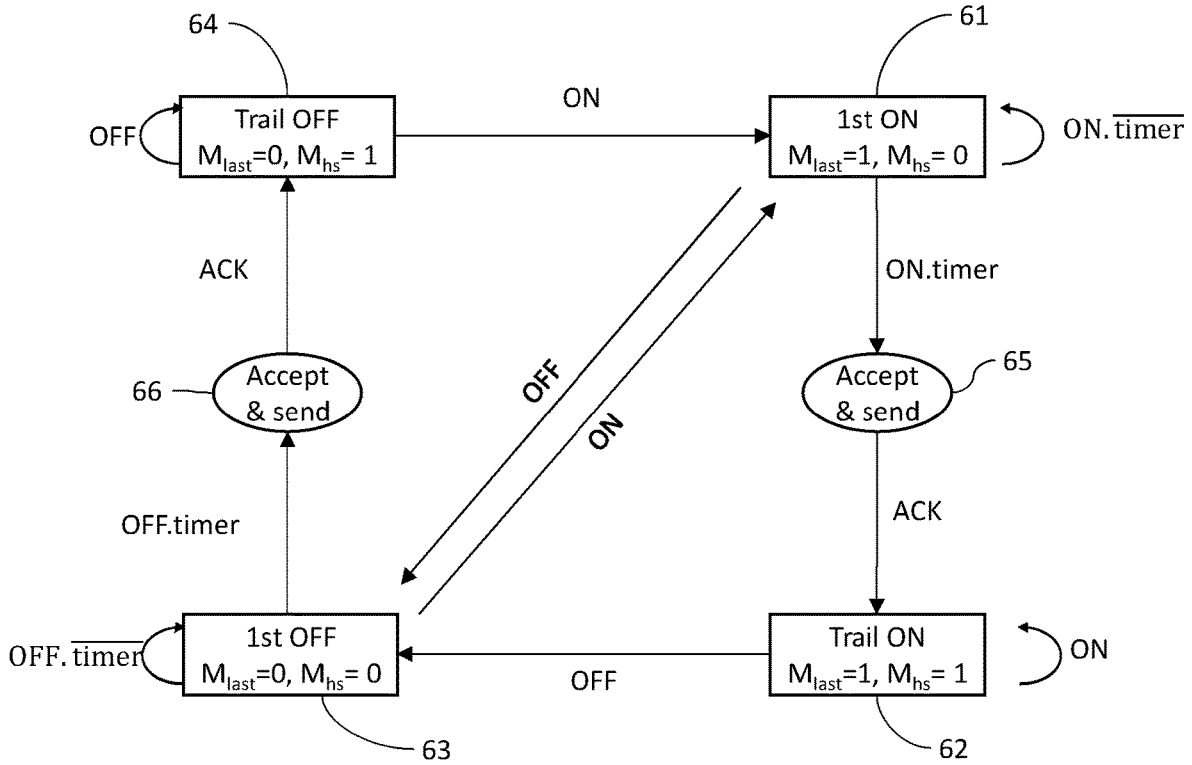 64
61
OFF
Trail OFF
M_last=0, M_hs= 1
ON
1st ON
M_last=1, M_hs= 0
ON. t̅i̅m̅e̅r̅
ACK
ON.timer
66
Accept
& send
OFF
ON
Accept
& send
65
OFF.timer
ACK
OFF. t̅i̅m̅e̅r̅
1st OFF
M_last=0, M_hs= 0
OFF
Trail ON
M_last=1, M_hs= 1
ON
63
62